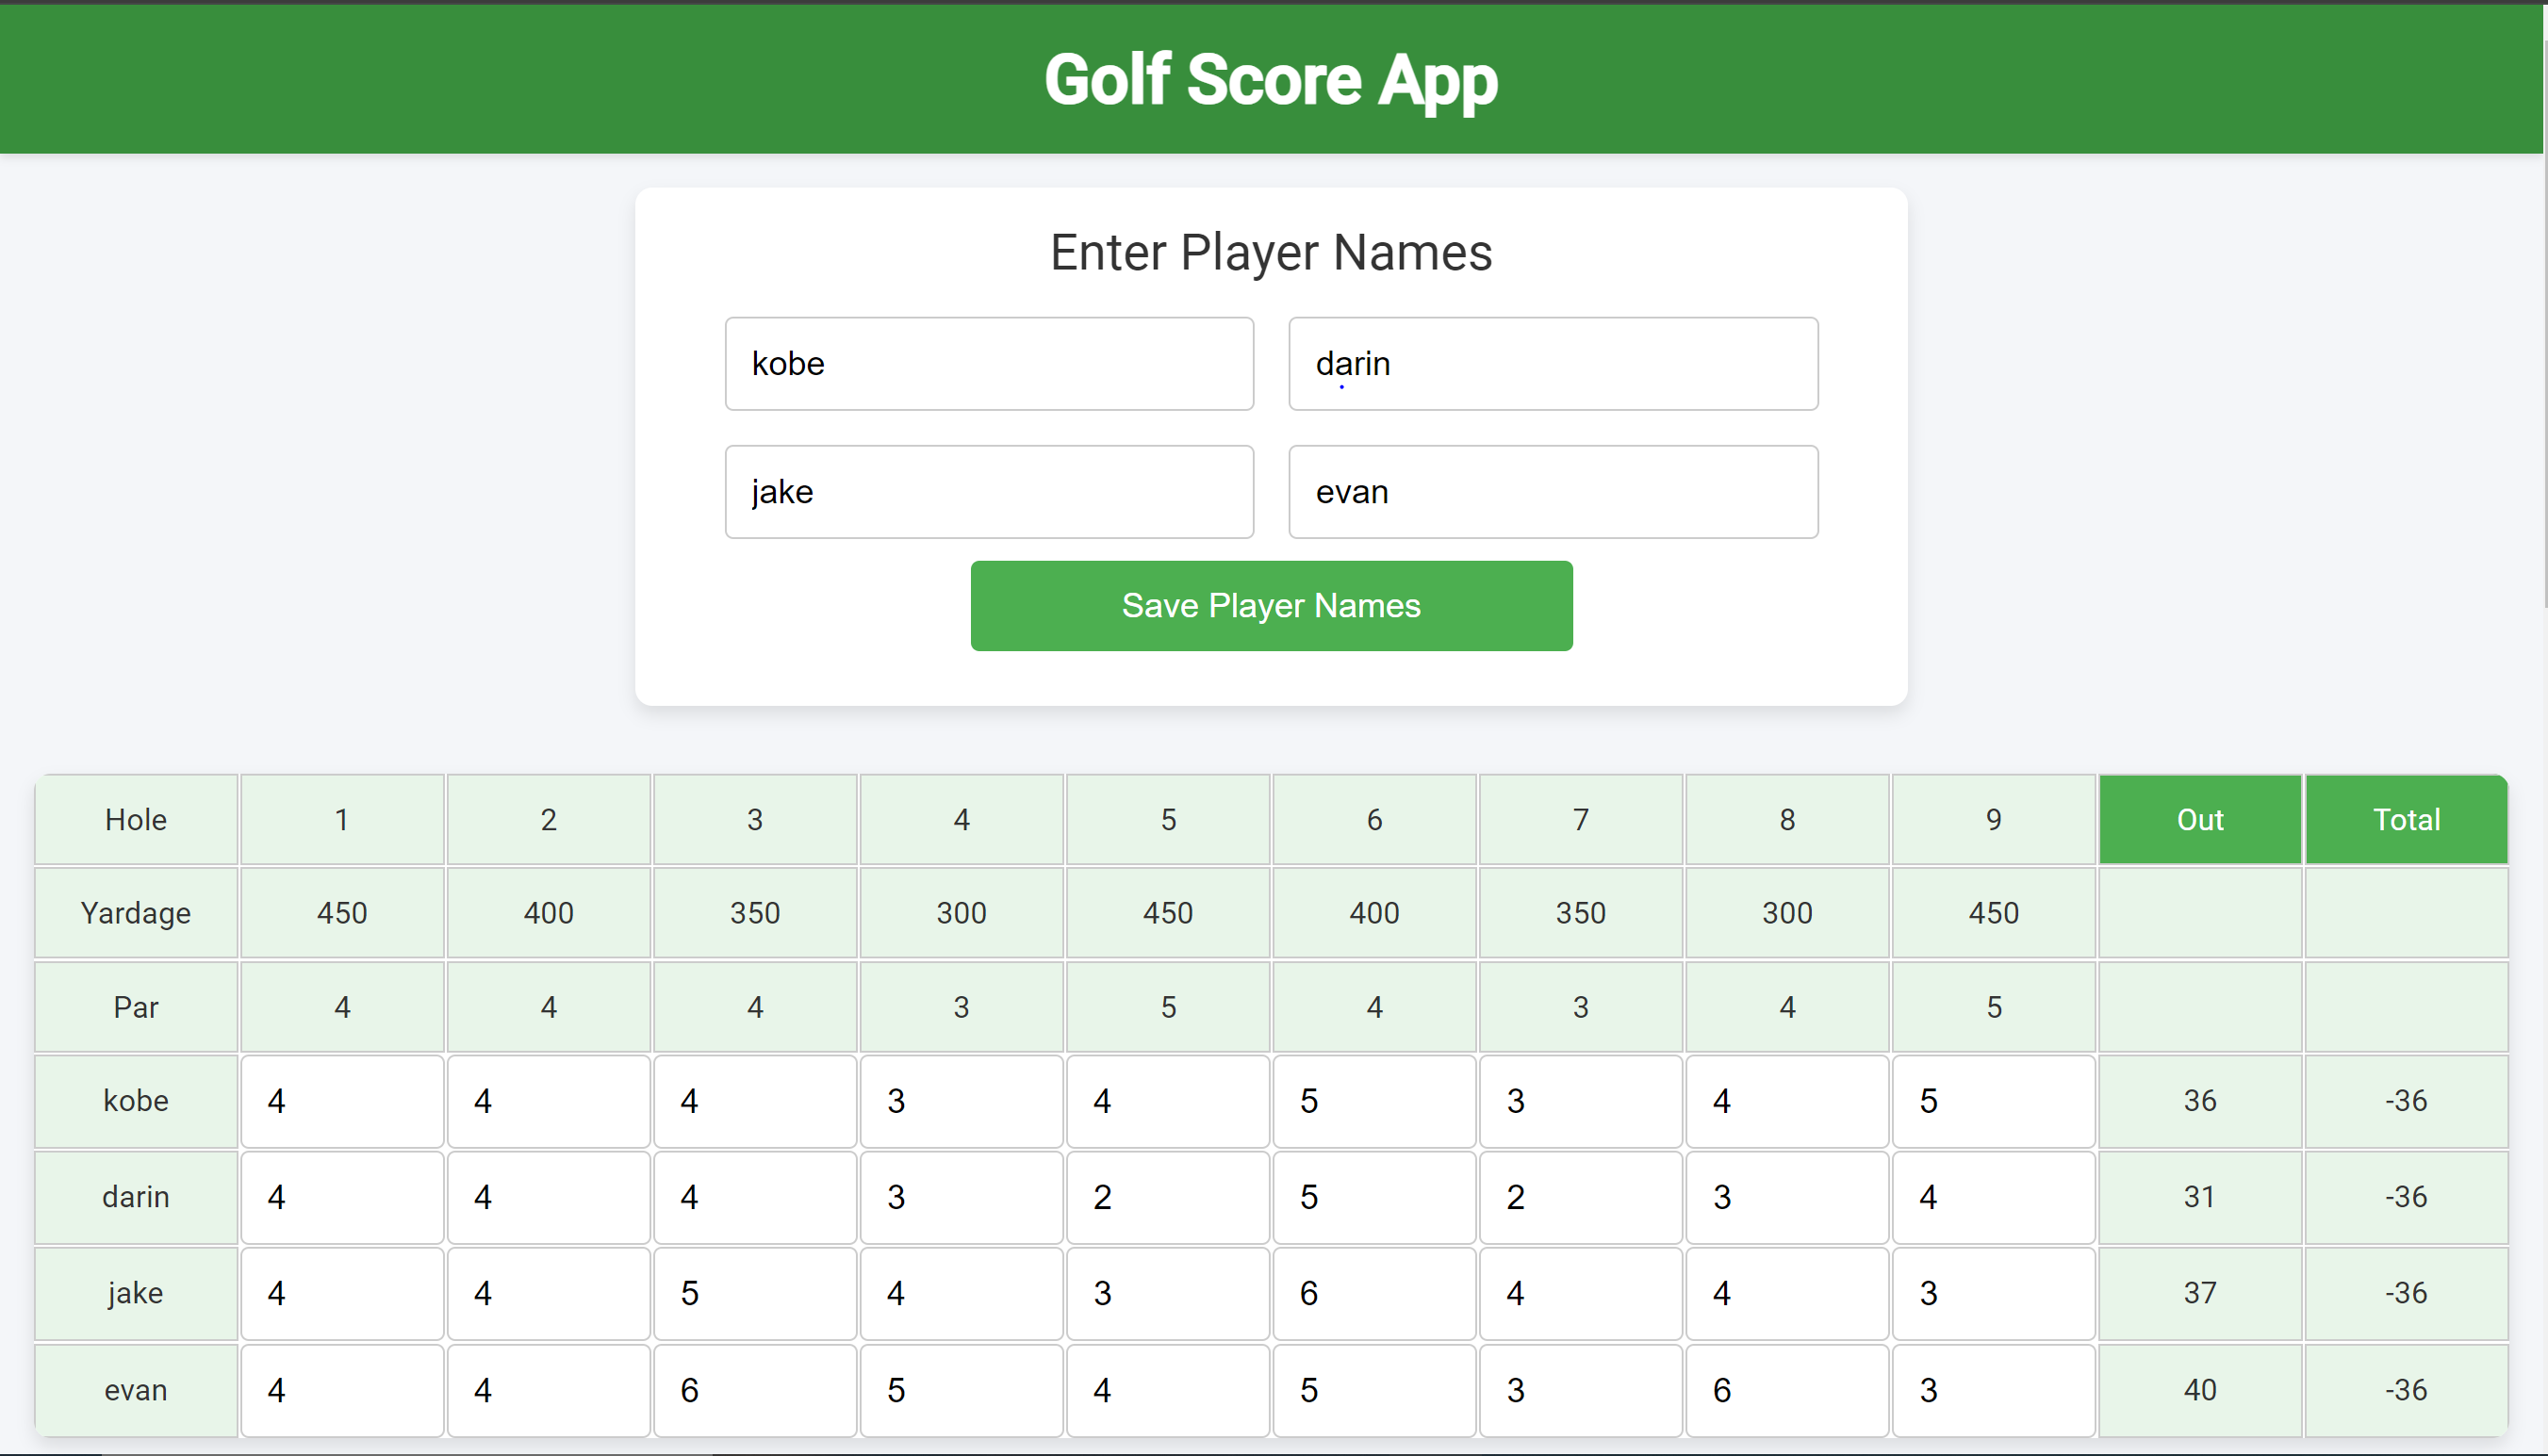 Golf Score App
Enter Player Names
kobe darin
jake evan
Save Player Names
Hole 1 2 3 4 5 6 7 8 9 Out Total
Yardage 450 400 350 300 450 400 350 300 450
Par 4 4 4 3 5 4 3 4 5
kobe 4 4 4 3 4 5 3 4 5 36 -36
darin 4 4 4 3 2 5 2 3 4 31 -36
jake 4 4 5 4 3 6 4 4 3 37 -36
evan 4 4 6 5 4 5 3 6 3 40 -36